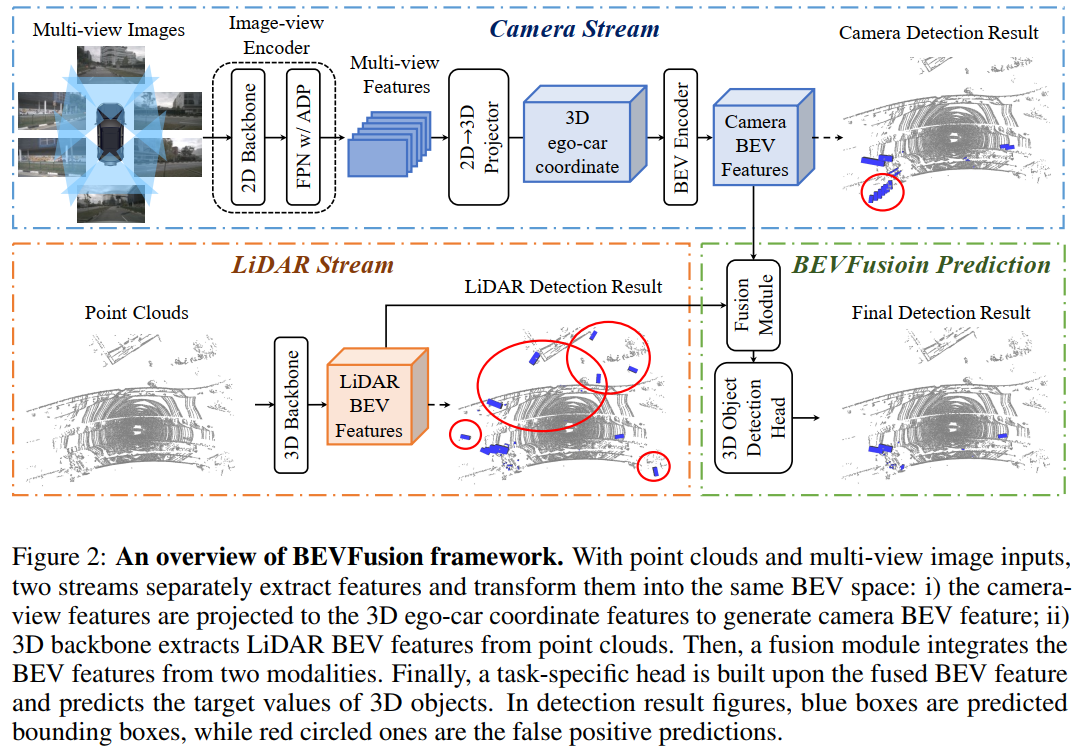 Camera Stream
Multi-view Images
Image-view
Encoder
2D Backbone
FPN w/ ADP
Multi-view
Features
2D→3D
Projector
3D
ego-car
coordinate
BEV Encoder
Camera
BEV
Features
Camera Detection Result
LiDAR Stream
Point Clouds
3D Backbone
LiDAR
BEV
Features
LiDAR Detection Result
BEVFusioin Prediction
Fusion
Module
3D Object
Detection
Head
Final Detection Result
Figure 2: An overview of BEVFusion framework. With point clouds and multi-view image inputs,
two streams separately extract features and transform them into the same BEV space: i) the camera-
view features are projected to the 3D ego-car coordinate features to generate camera BEV feature; ii)
3D backbone extracts LiDAR BEV features from point clouds. Then, a fusion module integrates the
BEV features from two modalities. Finally, a task-specific head is built upon the fused BEV feature
and predicts the target values of 3D objects. In detection result figures, blue boxes are predicted
bounding boxes, while red circled ones are the false positive predictions.